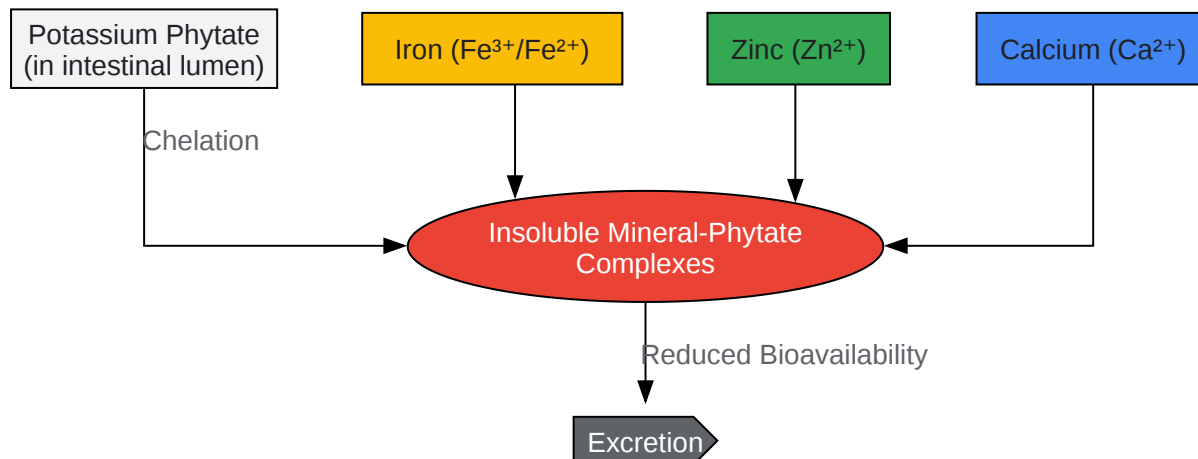 Potassium Phytate
(in intestinal lumen)
Iron (Fe³⁺/Fe²⁺)
Zinc (Zn²⁺)
Calcium (Ca²⁺)
Chelation
Insoluble Mineral-Phytate
Complexes
Reduced Bioavailability
Excretion